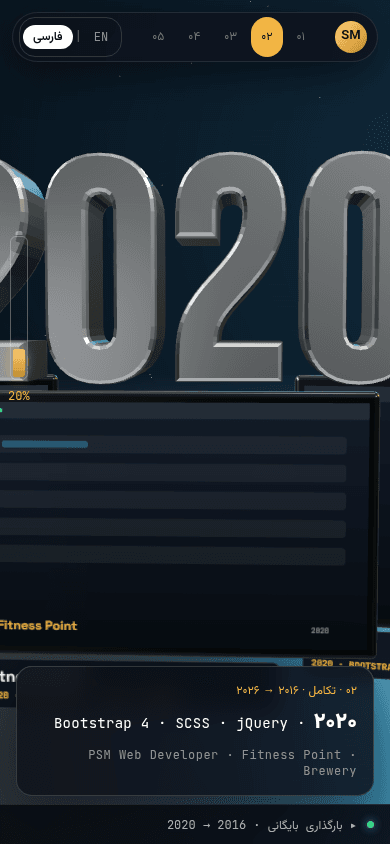 SM ۰۱ ۰۲ ۰۳ ۰۴ ۰۵ EN | فارسی
2020
20%
Fitness Point
2020
2020 · BOOTSTRA
۰۲ · تکامل · ۲۰۱۶ → ۲۰۲۶
۲۰۲۰ · Bootstrap 4 · SCSS · jQuery
PSM Web Developer · Fitness Point ·
Brewery
▸ بارگذاری بایگانی · 2016 → 2020